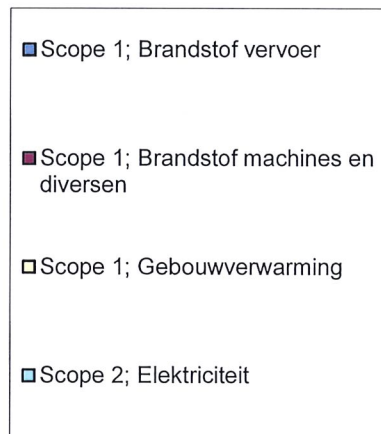 Scope 1; Brandstof vervoer
Scope 1; Brandstof machines en
diversen
Scope 1; Gebouwverwarming
Scope 2; Elektriciteit